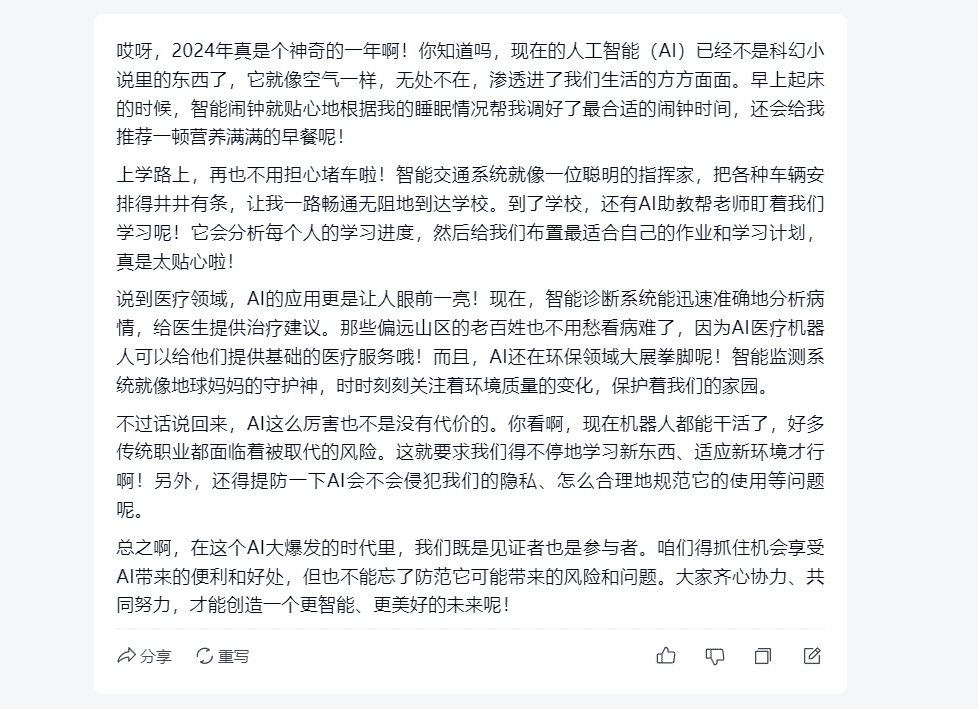 哎呀，2024年真是个神奇的一年啊！你知道吗，现在的人工智能（AI）已经不是科幻小
说里的东西了，它就像空气一样，无处不在，渗透进了我们生活的方方面面。早上起床
的时候，智能闹钟就贴心地根据我的睡眠情况帮我调好了最合适的闹钟时间，还会给我
推荐一顿营养满满的早餐呢！
上学路上，再也不用担心堵车啦！智能交通系统就像一位聪明的指挥家，把各种车辆安
排得井井有条，让我一路畅通无阻地到达学校。到了学校，还有AI助教帮老师盯着我们
学习呢！它会分析每个人的学习进度，然后给我们布置最适合自己的作业和学习计划，
真是太贴心啦！
说到医疗领域，AI的应用更是让人眼前一亮！现在，智能诊断系统能迅速准确地分析病
情，给医生提供治疗建议。那些偏远山区的老百姓也不用愁看病难了，因为AI医疗机器
人可以给他们提供基础的医疗服务哦！而且，AI还在环保领域大展拳脚呢！智能监测系
统就像地球妈妈的守护神，时时刻刻关注着环境质量的变化，保护着我们的家园。
不过话说回来，AI这么厉害也不是没有代价的。你看啊，现在机器人都能干活了，好多
传统职业都面临着被取代的风险。这就要求我们得不停地学习新东西、适应新环境才行
啊！另外，还得提防一下AI会不会侵犯我们的隐私、怎么合理地规范它的使用等问题
呢。
总之啊，在这个AI大爆发的时代里，我们既是见证者也是参与者。咱们得抓住机会享受
AI带来的便利和好处，但也不能忘了防范它可能带来的风险和问题。大家齐心协力、共
同努力，才能创造一个更智能、更美好的未来呢！
分享 重写